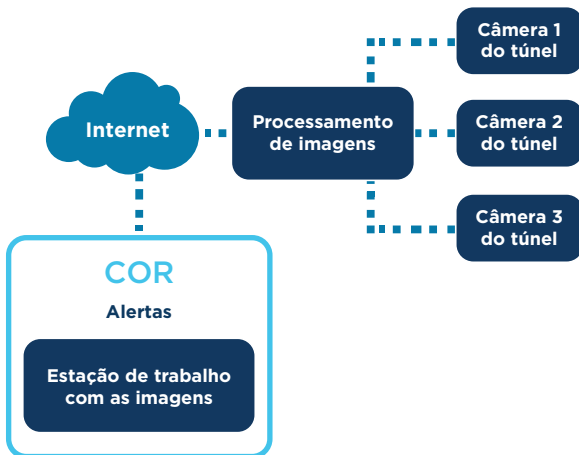 Câmera 1
do túnel
Internet
Processamento
de imagens
Câmera 2
do túnel
Câmera 3
do túnel
COR
Alertas
Estação de trabalho
com as imagens